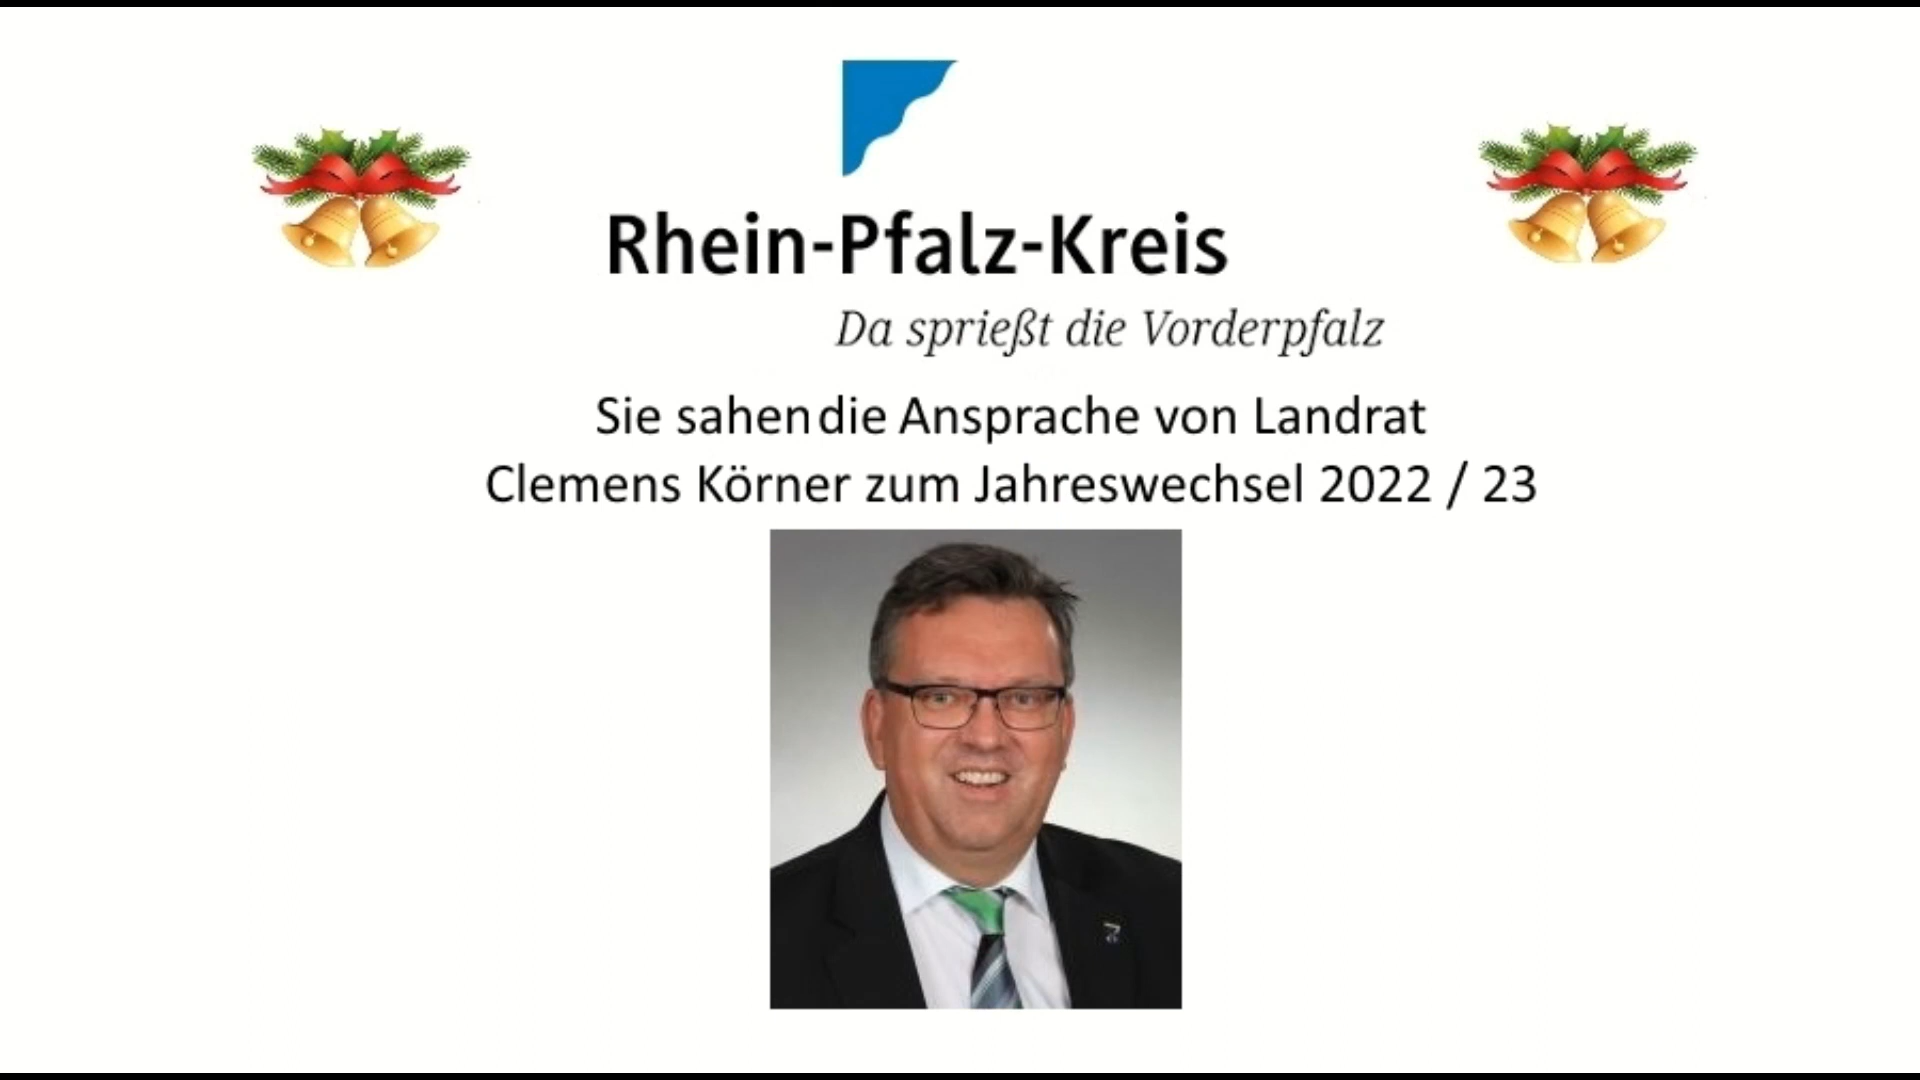 Rhein-Pfalz-Kreis
Da sprießt die Vorderpfalz
Sie sahen die Ansprache von Landrat
Clemens Körner zum Jahreswechsel 2022 / 23